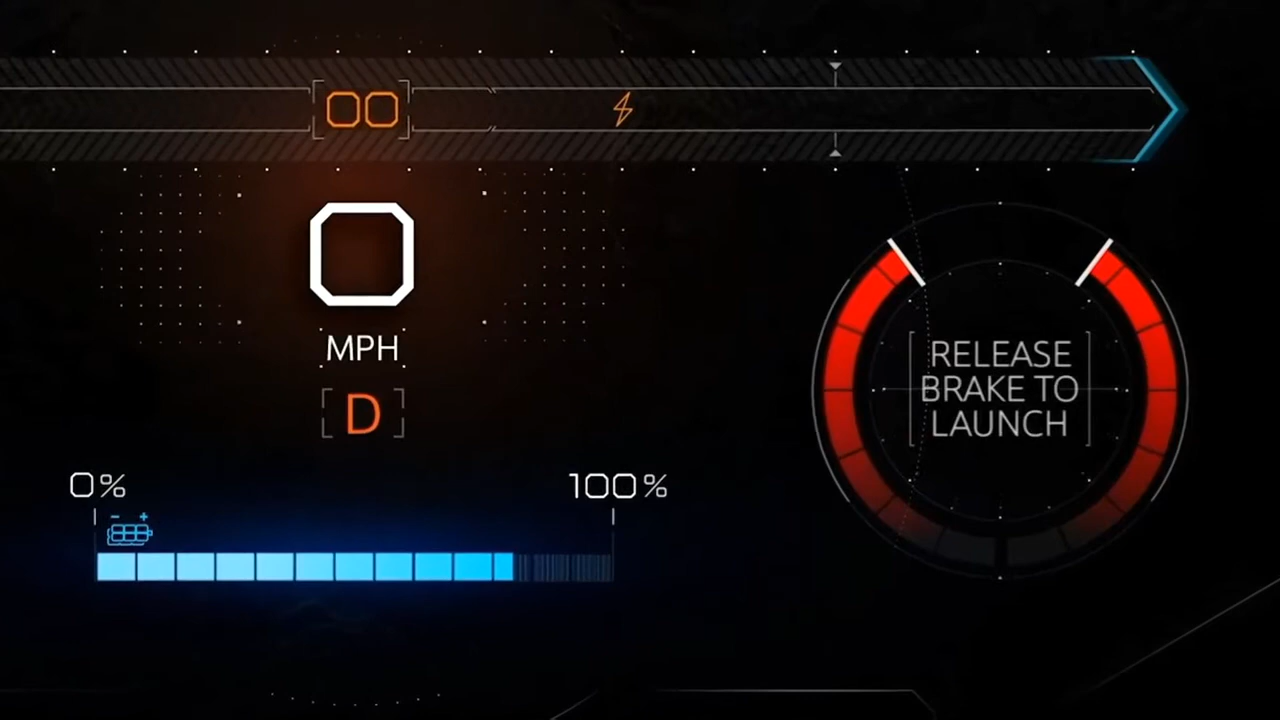 00
0
MPH
D
0% 100%
- +
RELEASE
BRAKE TO
LAUNCH